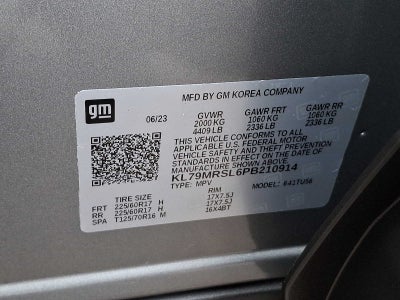 gm
MFD BY GM KOREA COMPANY
06/23 GVWR GAWR FRT GAWR RR
2000 KG 1060 KG 1060 KG
4409 LB 2336 LB 2336 LB
THIS VEHICLE CONFORMS TO ALL
APPLICABLE U.S. FEDERAL MOTOR
VEHICLE SAFETY AND THEFT PREVENTION
STANDARDS IN EFFECT ON THE DATE OF
MANUFACTURE SHOWN ABOVE.
KL79MRSL6PB210914
TYPE: MPV MODEL:
TIRE SIZE RIM
FRT 225/60R17 H 17X7.5J
RR 225/60R17 H 17X7.5J
SPA T125/70R16 M 16X4BT